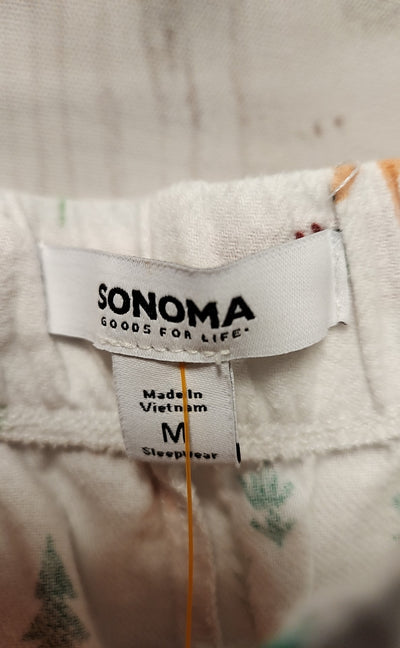 SONOMA
GOODS FOR LIFE®
Made In
Vietnam
M
Sleepwear